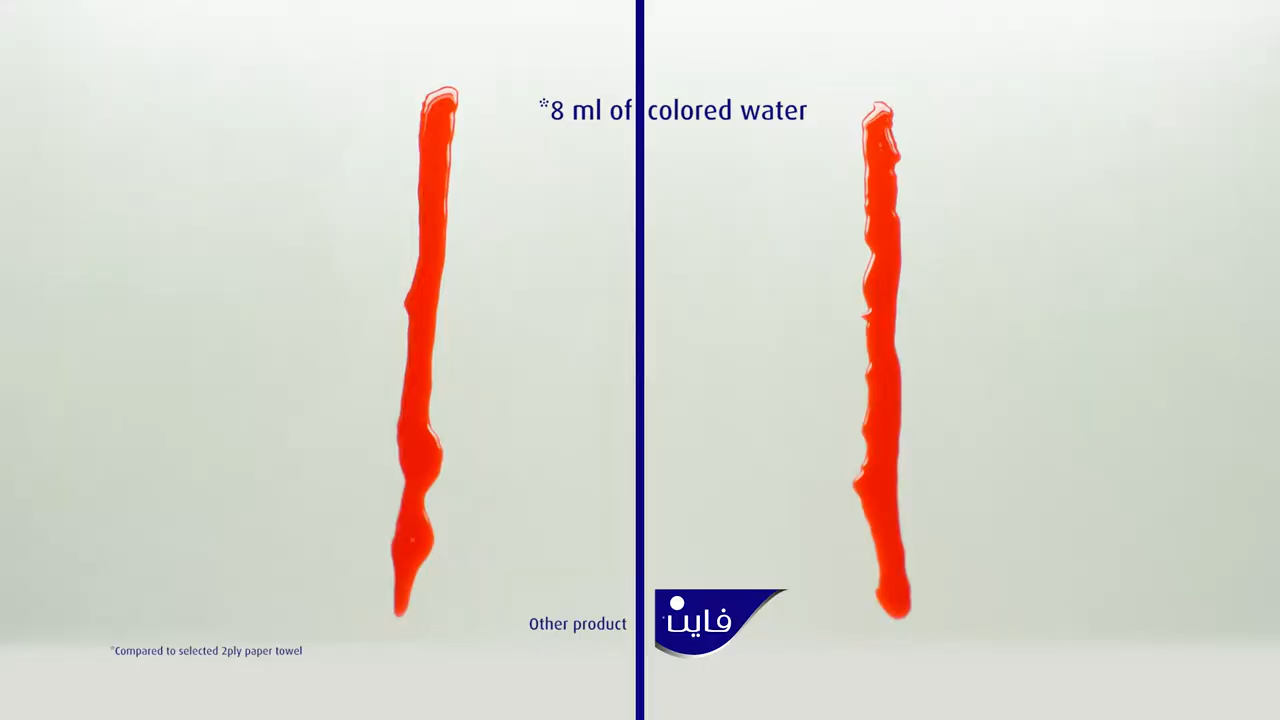 *8 ml of colored water
Other product
فاين
*Compared to selected 2ply paper towel